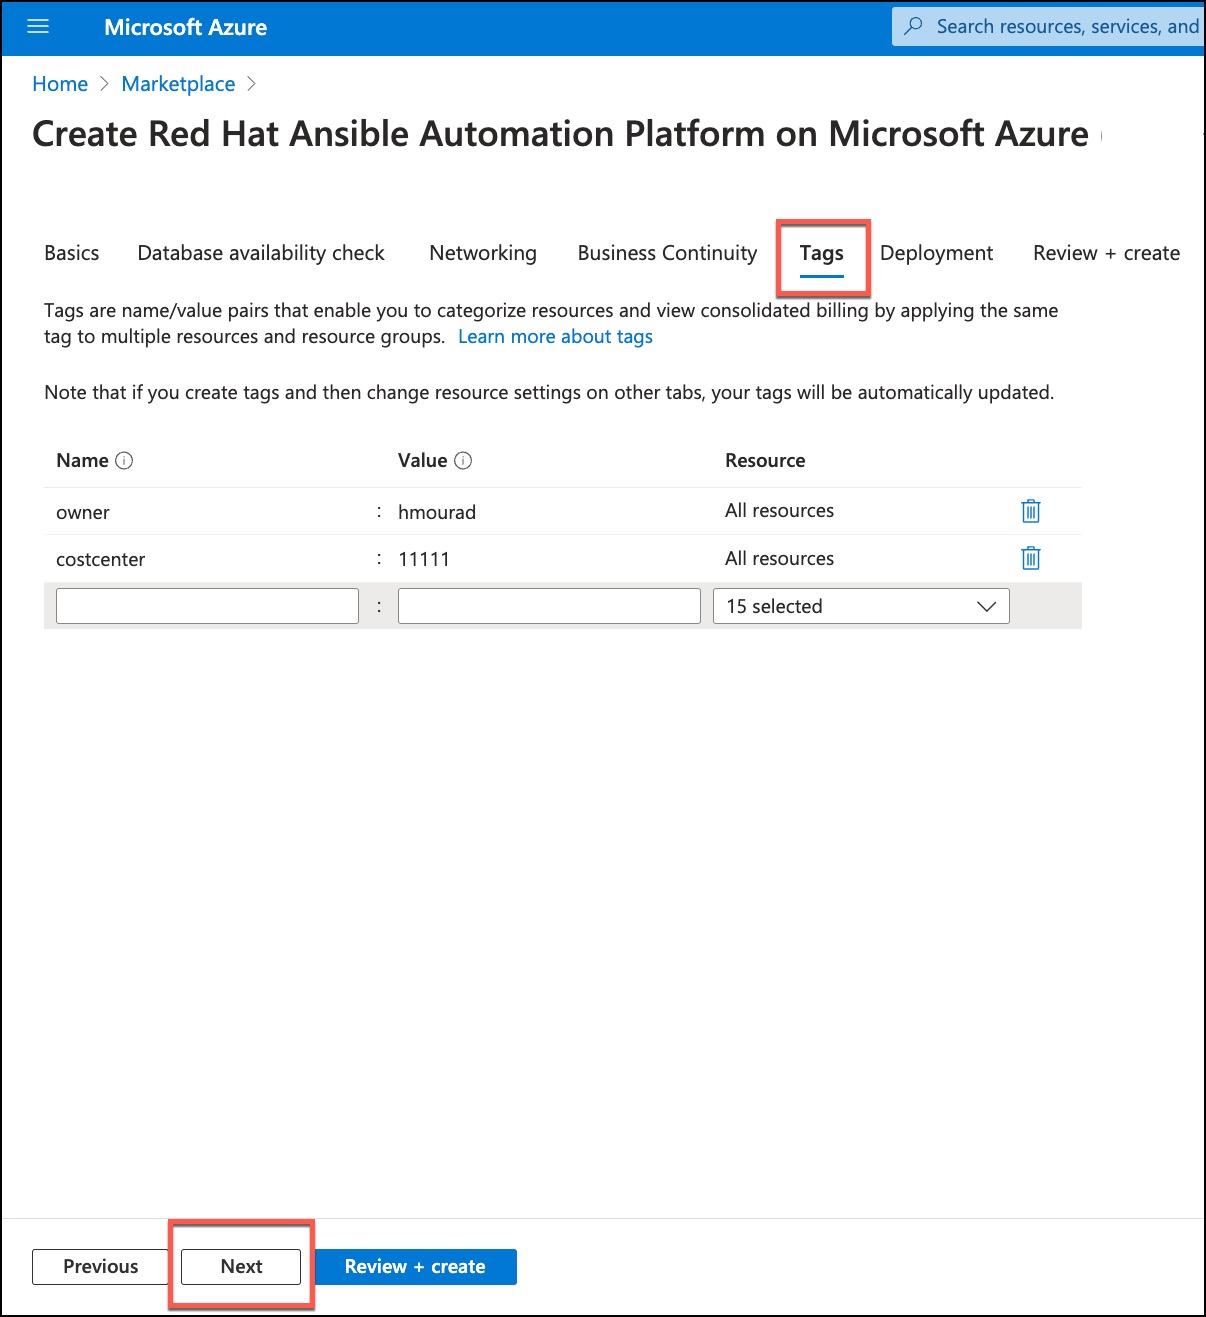 Microsoft Azure
Search resources, services, and
Home > Marketplace >
Create Red Hat Ansible Automation Platform on Microsoft Azure
Basics Database availability check Networking Business Continuity Tags Deployment Review + create
Tags are name/value pairs that enable you to categorize resources and view consolidated billing by applying the same
tag to multiple resources and resource groups. Learn more about tags
Note that if you create tags and then change resource settings on other tabs, your tags will be automatically updated.
Name Value Resource
owner : hmourad All resources
costcenter : 11111 All resources
: 15 selected
Previous Next Review + create